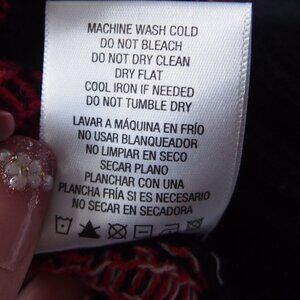 MACHINE WASH COLD
DO NOT BLEACH
DO NOT DRY CLEAN
DRY FLAT
COOL IRON IF NEEDED
DO NOT TUMBLE DRY
LAVAR A MÁQUINA EN FRÍO
NO USAR BLANQUEADOR
NO LIMPIAR EN SECO
SECAR PLANO
PLANCHAR CON UNA
PLANCHA FRÍA SI ES NECESARIO
NO SECAR EN SECADORA